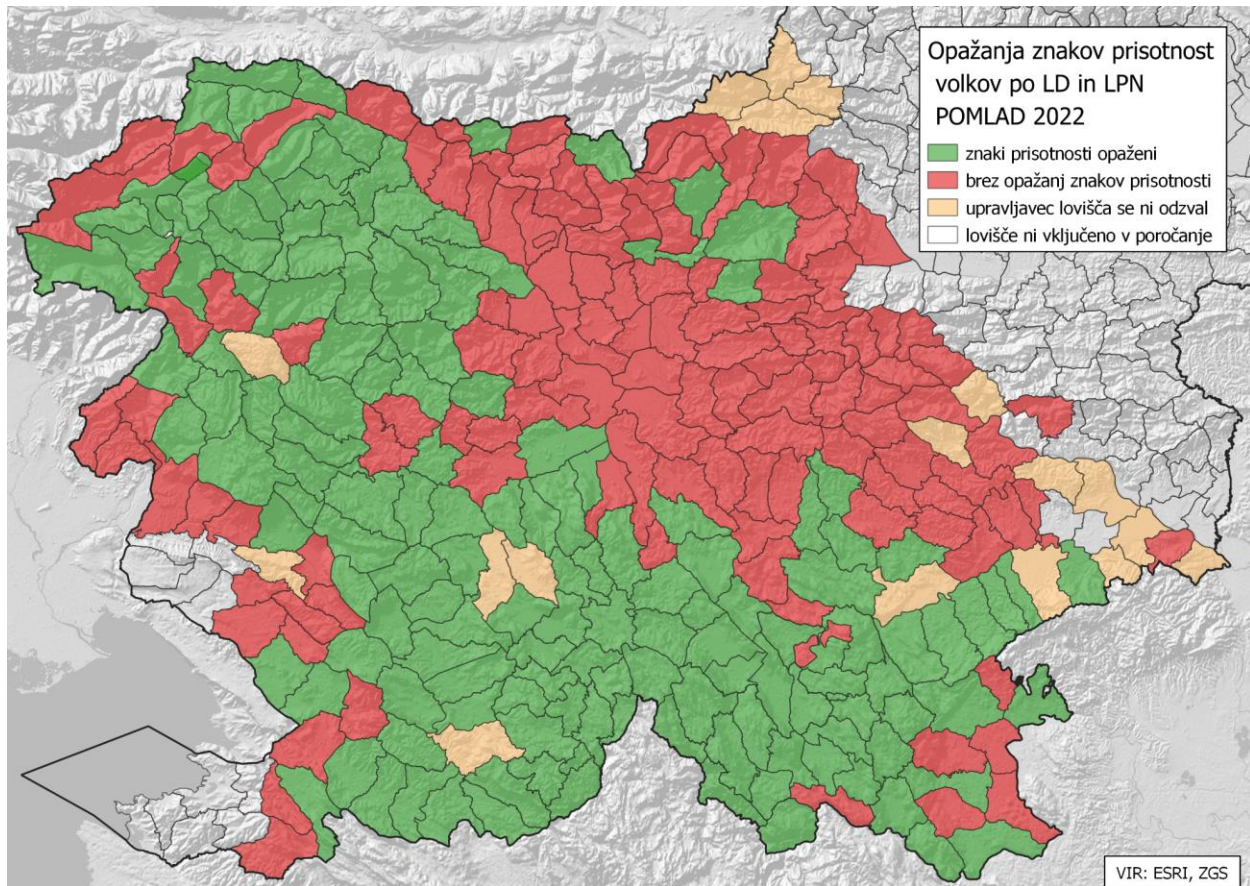 Opažanja znakov prisotnost
volkov po LD in LPN
POMLAD 2022
znaki prisotnosti opaženi
brez opažanj znakov prisotnosti
upravljavec lovišča se ni odzval
lovišče ni vključeno v poročanje
VIR: ESRI, ZGS